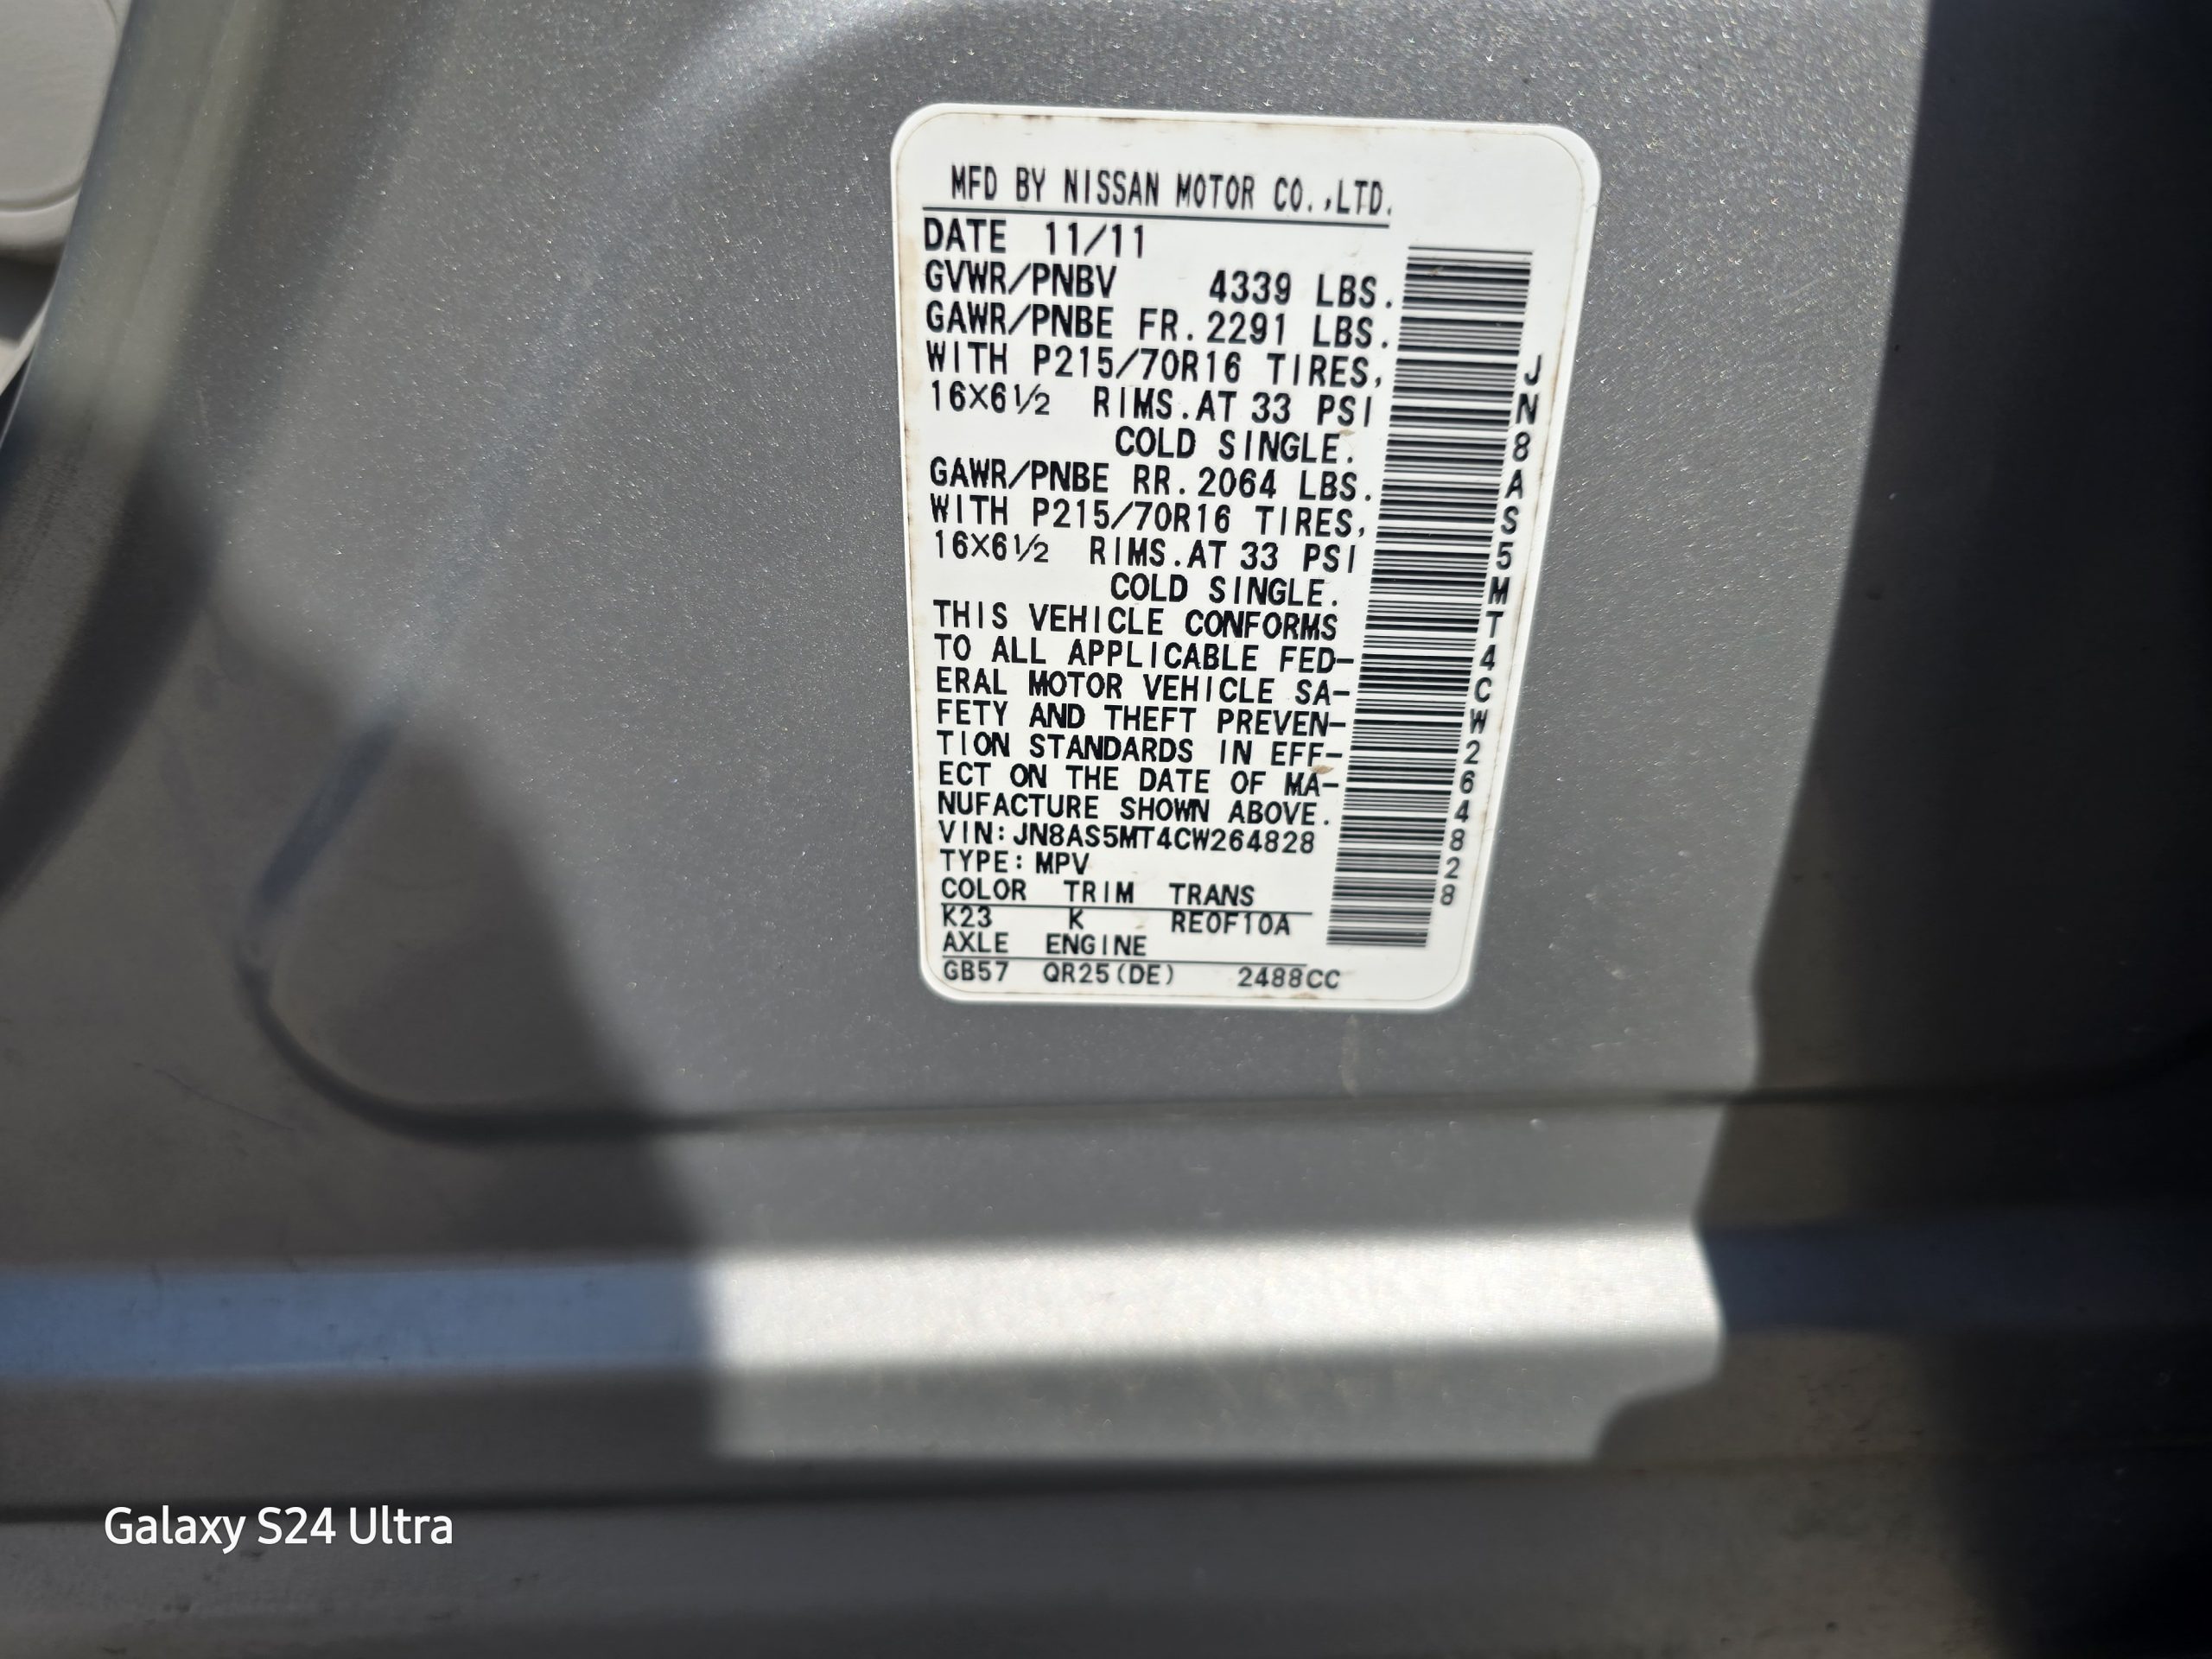 MFD BY NISSAN MOTOR CO.,LTD.
DATE 11/11
GVWR/PNBV 4339 LBS.
GAWR/PNBE FR.2291 LBS.
WITH P215/70R16 TIRES,
16X6½ RIMS.AT 33 PSI
COLD SINGLE.
GAWR/PNBE RR.2064 LBS.
WITH P215/70R16 TIRES,
16X6½ RIMS.AT 33 PSI
COLD SINGLE.
THIS VEHICLE CONFORMS
TO ALL APPLICABLE FED-
ERAL MOTOR VEHICLE SA-
FETY AND THEFT PREVEN-
TION STANDARDS IN EFF-
ECT ON THE DATE OF MA-
NUFACTURE SHOWN ABOVE.
VIN:JN8AS5MT4CW264828
TYPE:MPV
COLOR TRIM TRANS
K23 K RE0F10A
AXLE ENGINE
GB57 QR25(DE) 2488CC
JN8AS5MT4CW264828
Galaxy S24 Ultra